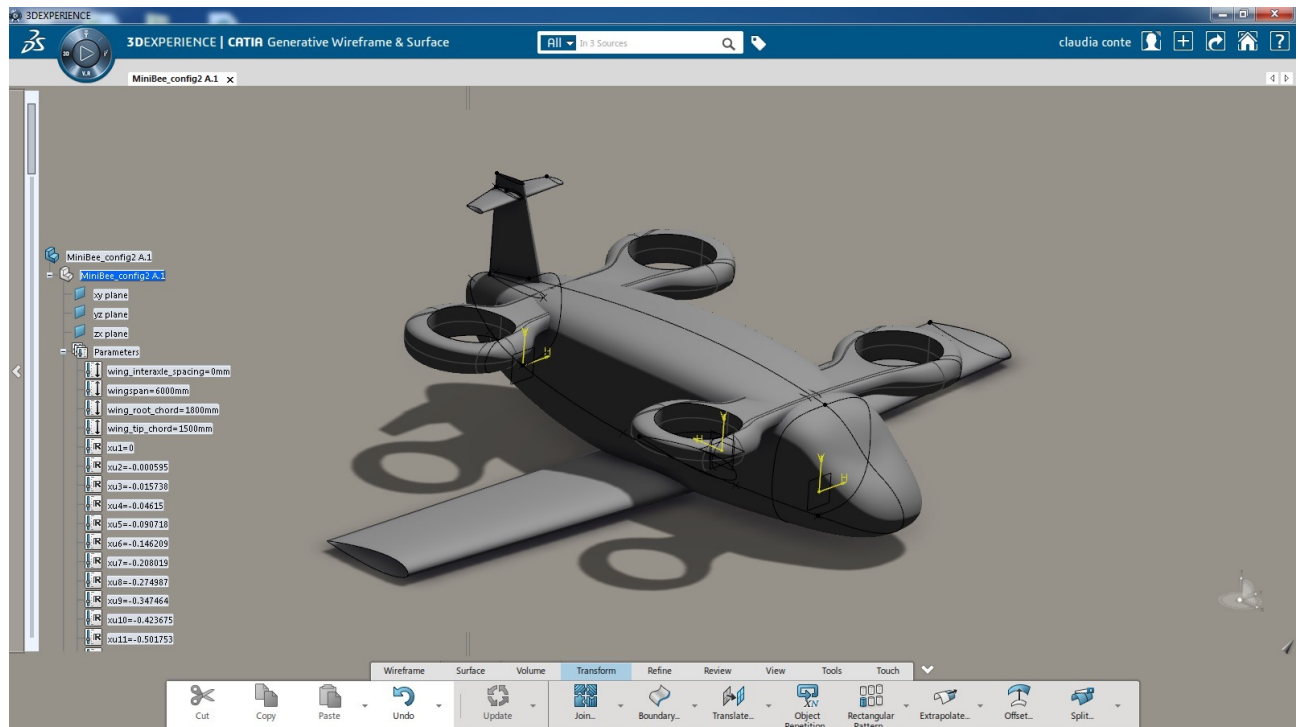 3DEXPERIENCE
3DEXPERIENCE | CATIA Generative Wireframe & Surface
All In 3 Sources
claudia conte
3D
V.R
MiniBee_config2 A.1 x
MiniBee_config2 A.1
MiniBee_config2 A.1
xy plane
yz plane
zx plane
Parameters
wing_interaxle_spacing=0mm
wingspan=6000mm
wing_root_chord=1800mm
wing_tip_chord=1500mm
xu1=0
xu2=-0.000595
xu3=-0.015738
xu4=-0.04615
xu5=-0.090718
xu6=-0.146209
xu7=-0.208019
xu8=-0.274987
xu9=-0.347464
xu10=-0.423675
xu11=-0.501753
V H
H V
V H
Wireframe Surface Volume Transform Refine Review View Tools Touch
Cut Copy Paste Undo Update Join... Boundary... Translate... Object Repetition Rectangular Pattern Extrapolate... Offset... Split...